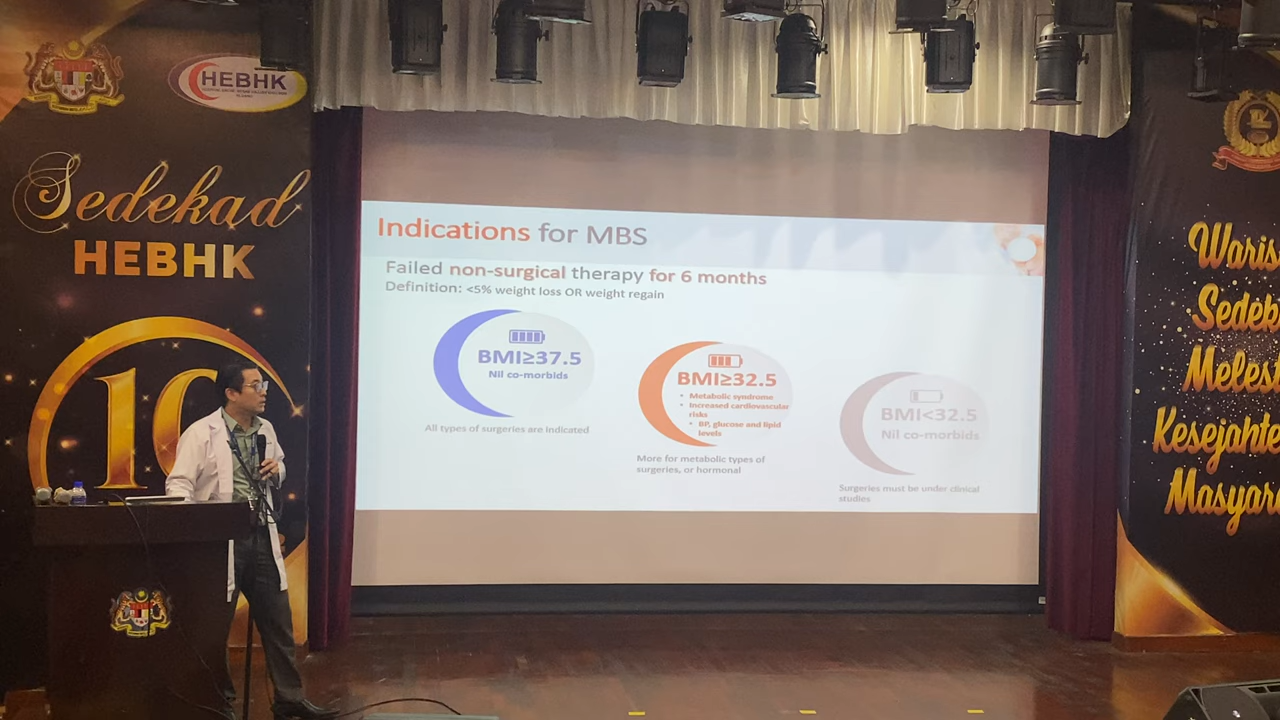 HEBHK
Sedekad
HEBHK
10
Indications for MBS
Failed non-surgical therapy for 6 months
Definition: <5% weight loss OR weight regain
BMI≥37.5
Nil co-morbids
All types of surgeries are indicated
BMI≥32.5
• Metabolic syndrome
• Increased cardiovascular
risks
• BP, glucose and lipid
levels
More for metabolic types of
surgeries, or hormonal
BMI<32.5
Nil co-morbids
Surgeries must be under clinical
studies
Waris
Sedek
Melest
Kesejahte
Masyar